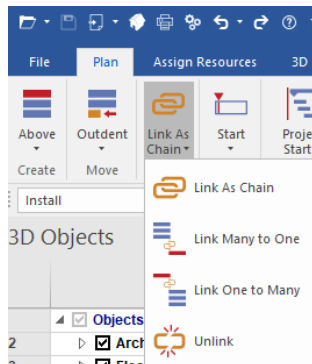 File Plan Assign Resources 3D
Above Outdent Link As Chain Start Proje Start
Create Move
Link As Chain
Install
Link Many to One
3D Objects
Link One to Many
Objects
Unlink
2 Arch